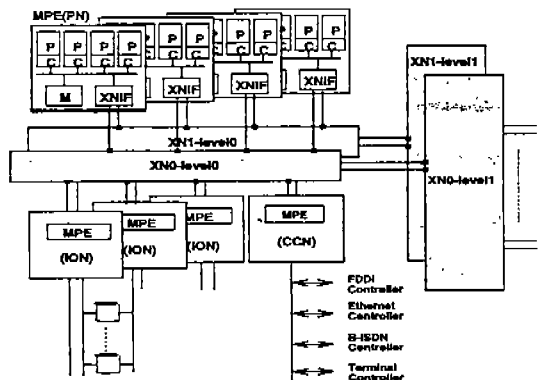 MPE(PN)
P P P P P P P P
C C C C C C C C
M XNIF XNIF XNIF XNIF
XN1-level1
XN1-level0
XN0-level0
XN0-level1
MPE MPE MPE MPE
(ION) (ION) (ION) (CCN)
FDDI
Controller
Ethernet
Controller
B-ISDN
Controller
Terminal
Controller